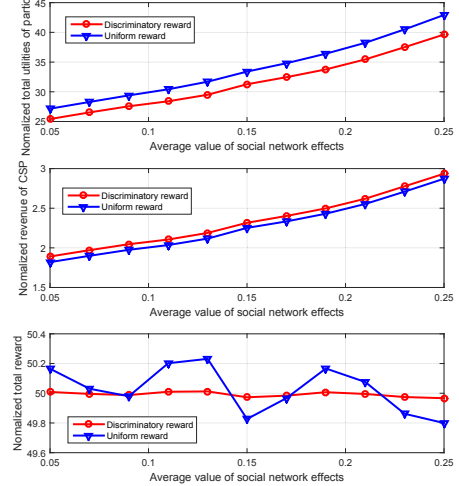 Normalized total utilities of
45
40
35
30
25
Discriminatory reward
Uniform reward
0.05 0.1 0.15 0.2 0.25
Average value of social network effects
Normalized revenue of CSP
3
2.5
2
1.5
Discriminatory reward
Uniform reward
0.05 0.1 0.15 0.2 0.25
Average value of social network effects
Normalized total reward
50.4
50.2
50
49.8
49.6
Discriminatory reward
Uniform reward
0.05 0.1 0.15 0.2 0.25
Average value of social network effects